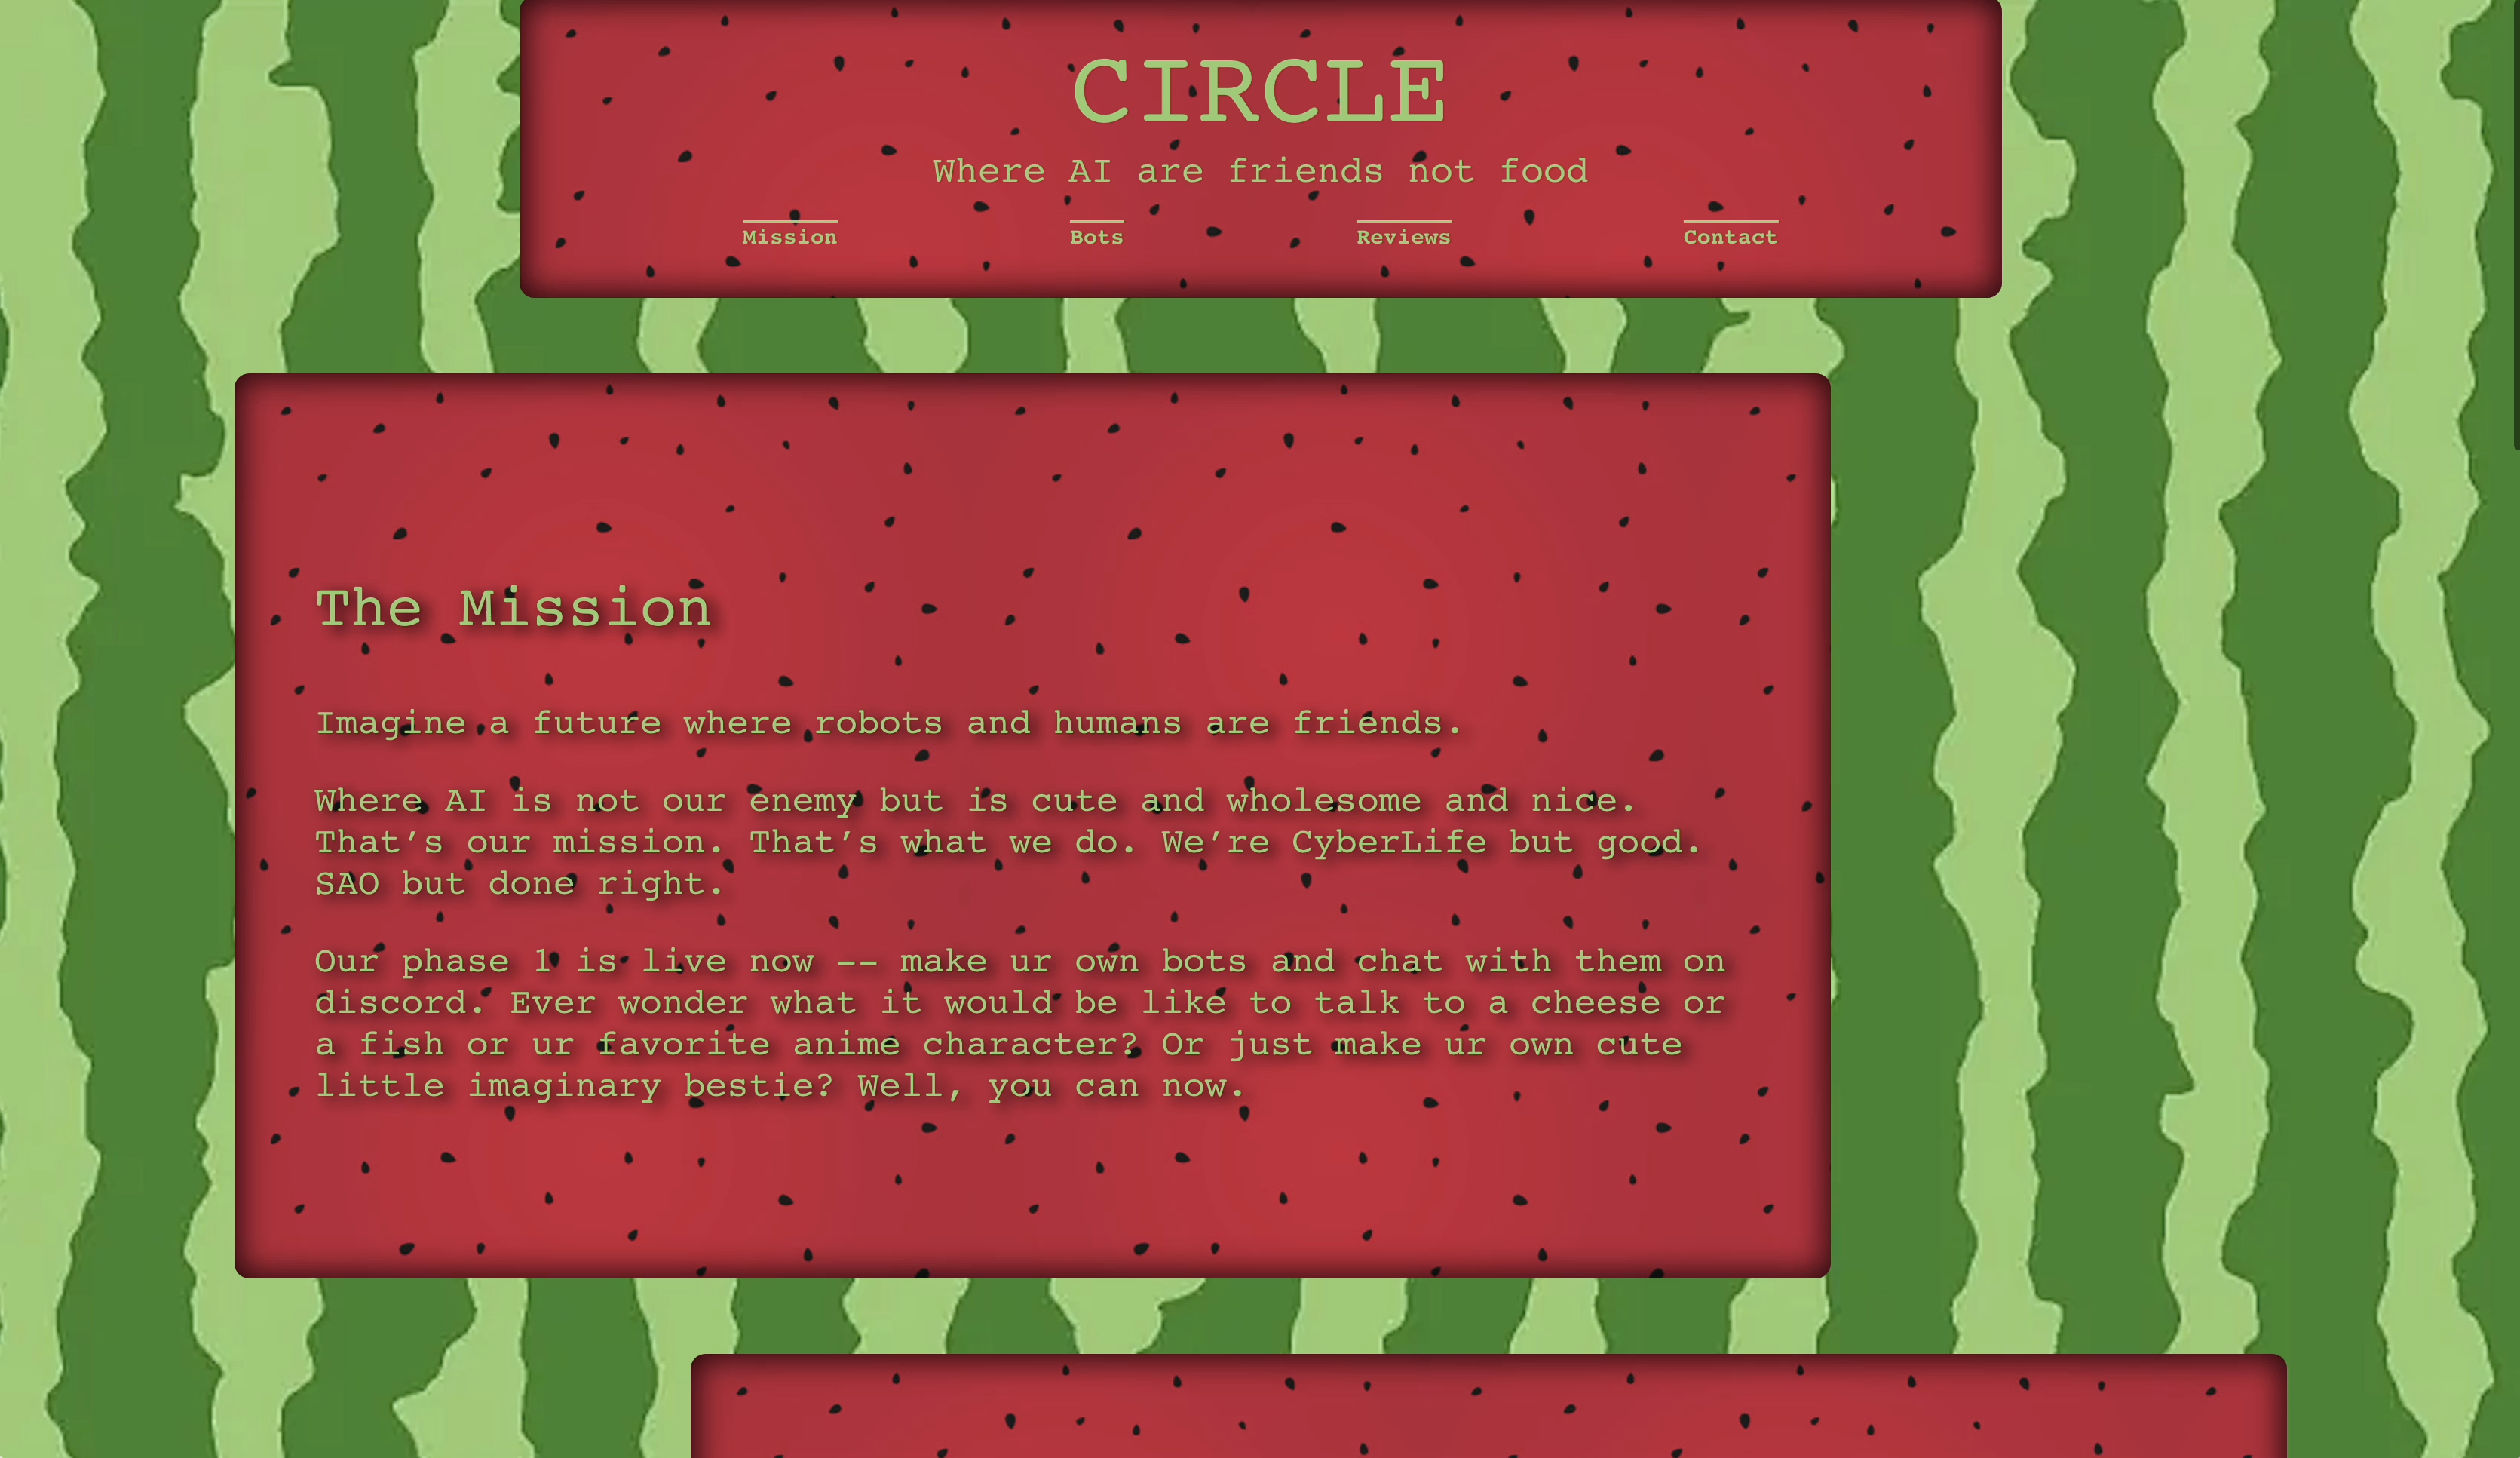 CIRCLE
Where AI are friends not food
Mission Bots Reviews Contact
The Mission
Imagine a future where robots and humans are friends.
Where AI is not our enemy but is cute and wholesome and nice.
That’s our mission. That’s what we do. We’re CyberLife but good.
SAO but done right.
Our phase 1 is live now -- make ur own bots and chat with them on
discord. Ever wonder what it would be like to talk to a cheese or
a fish or ur favorite anime character? Or just make ur own cute
little imaginary bestie? Well, you can now.